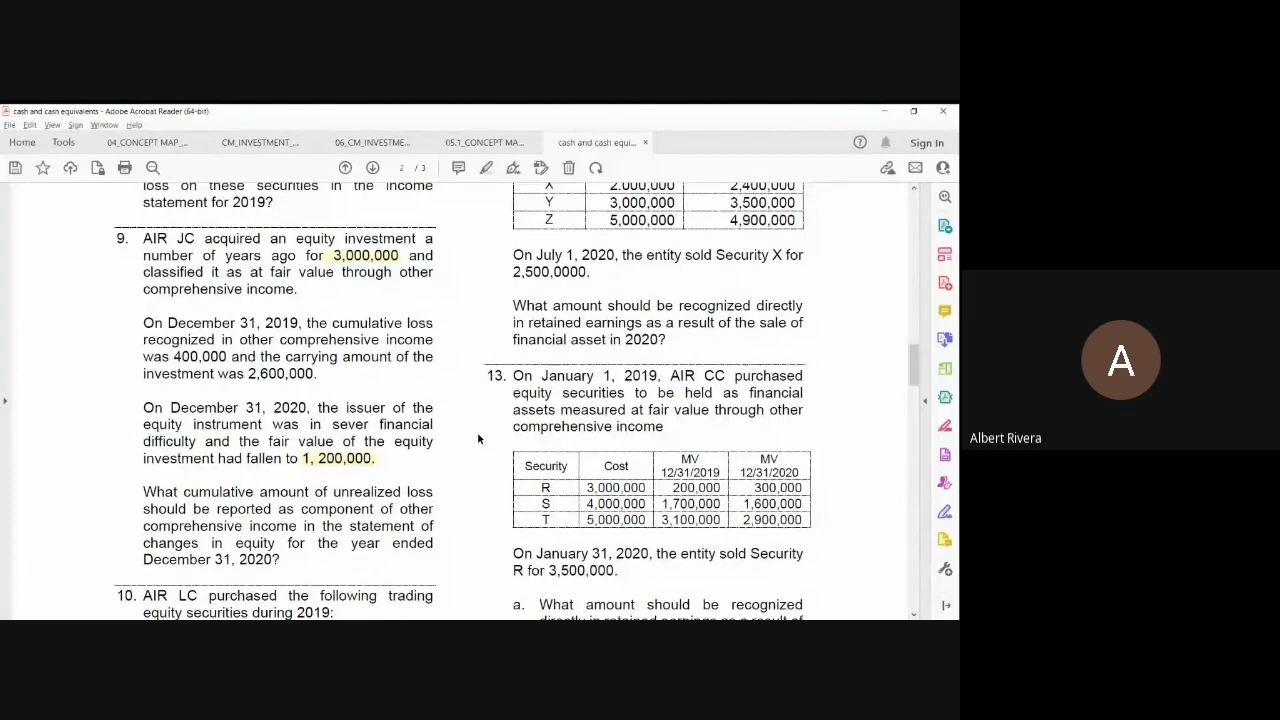 cash and cash equivalents - Adobe Acrobat Reader (64-bit)
File Edit View Sign Window Help
Home Tools 04_CONCEPT MAP_... CM_INVESTMENT_... 06_CM_INVESTME... 05.1_CONCEPT MA... cash and cash equi... × Sign In
2 / 3
loss on these securities in the income
statement for 2019?
9. AIR JC acquired an equity investment a
number of years ago for 3,000,000 and
classified it as at fair value through other
comprehensive income.
On December 31, 2019, the cumulative loss
recognized in other comprehensive income
was 400,000 and the carrying amount of the
investment was 2,600,000.
On December 31, 2020, the issuer of the
equity instrument was in sever financial
difficulty and the fair value of the equity
investment had fallen to 1, 200,000.
What cumulative amount of unrealized loss
should be reported as component of other
comprehensive income in the statement of
changes in equity for the year ended
December 31, 2020?
10. AIR LC purchased the following trading
equity securities during 2019:
X 2.000,000 2,400,000
Y 3,000,000 3,500,000
Z 5,000,000 4,900,000
On July 1, 2020, the entity sold Security X for
2,500,0000.
What amount should be recognized directly
in retained earnings as a result of the sale of
financial asset in 2020?
13. On January 1, 2019, AIR CC purchased
equity securities to be held as financial
assets measured at fair value through other
comprehensive income
Security Cost MV 12/31/2019 MV 12/31/2020
R 3,000,000 200,000 300,000
S 4,000,000 1,700,000 1,600,000
T 5,000,000 3,100,000 2,900,000
On January 31, 2020, the entity sold Security
R for 3,500,000.
a. What amount should be recognized
directly in retained earnings as a result of
A
Albert Rivera